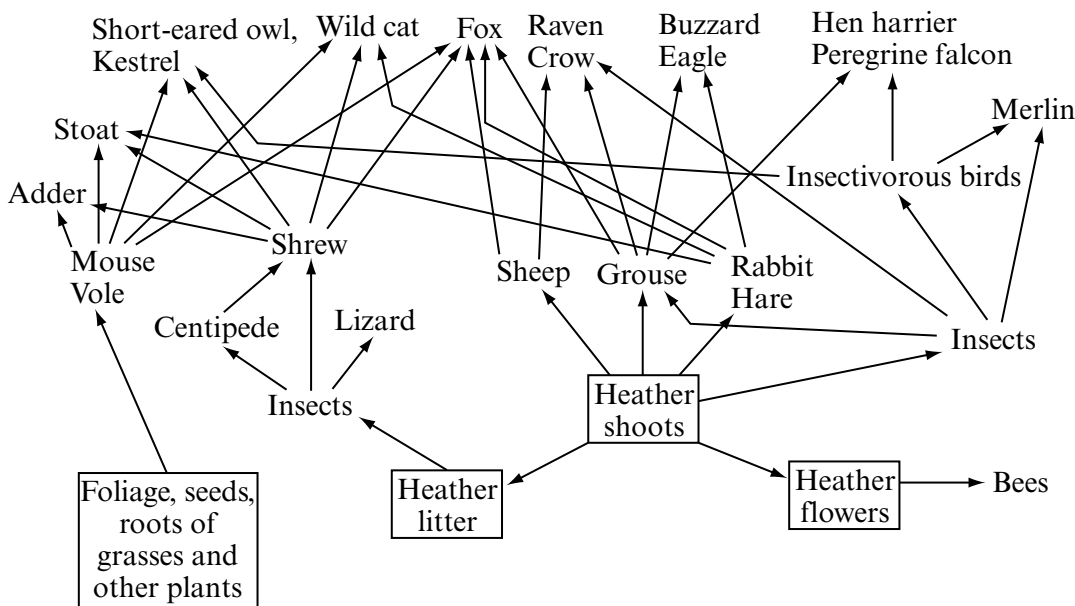 Short-eared owl,
Kestrel
Wild cat
Fox
Raven
Crow
Buzzard
Eagle
Hen harrier
Peregrine falcon
Merlin
Stoat
Adder
Insectivorous birds
Mouse
Vole
Shrew
Sheep
Grouse
Rabbit
Hare
Centipede
Lizard
Insects
Insects
Heather
shoots
Foliage, seeds,
roots of
grasses and
other plants
Heather
litter
Heather
flowers
Bees